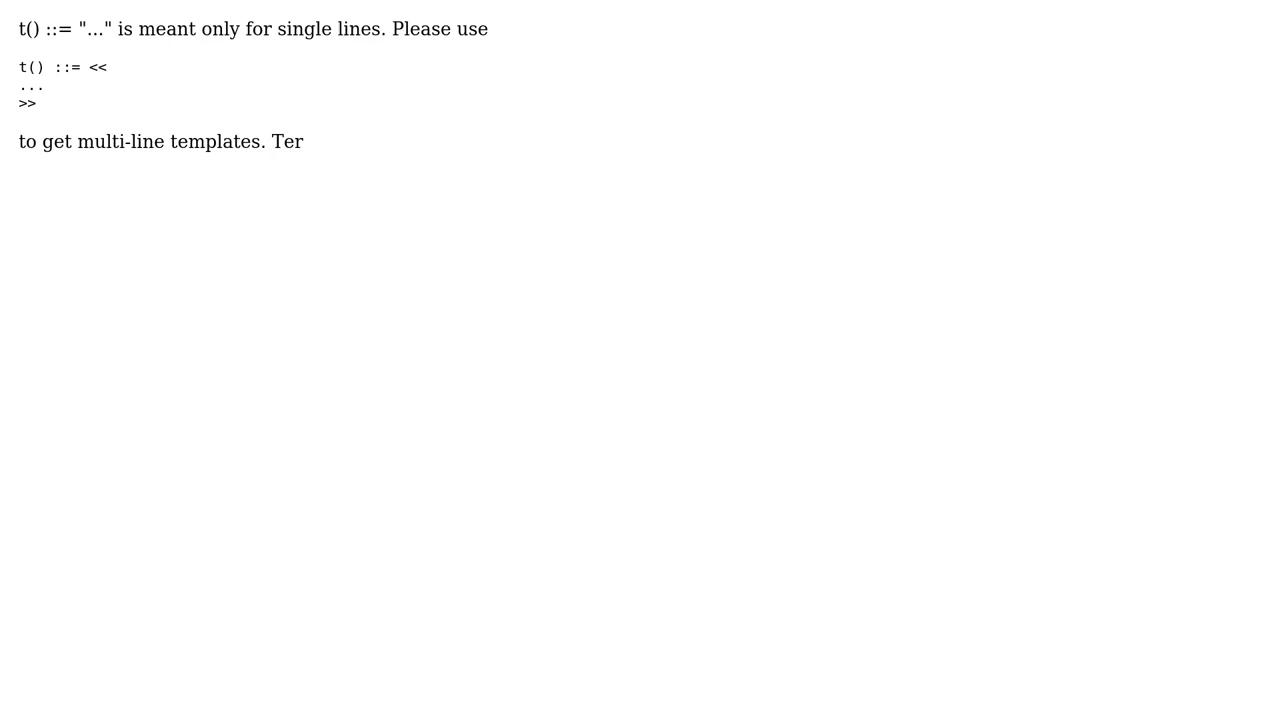 t() ::= "..." is meant only for single lines. Please use
t() ::= <<
...
>>
to get multi-line templates. Ter